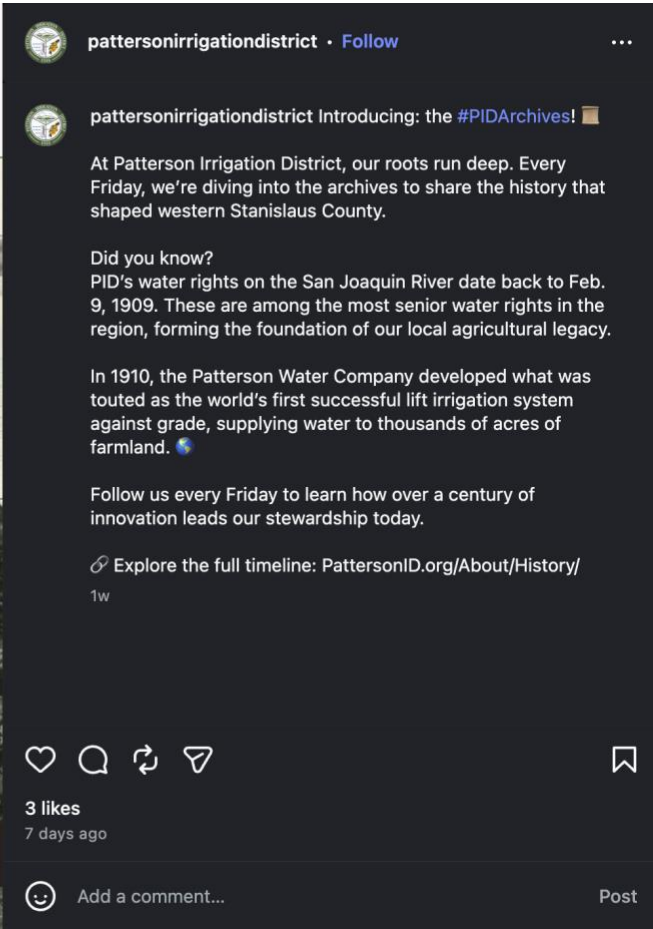 pattersonirrigationdistrict • Follow
pattersonirrigationdistrict Introducing: the #PIDArchives! 📜
At Patterson Irrigation District, our roots run deep. Every
Friday, we’re diving into the archives to share the history that
shaped western Stanislaus County.
Did you know?
PID’s water rights on the San Joaquin River date back to Feb.
9, 1909. These are among the most senior water rights in the
region, forming the foundation of our local agricultural legacy.
In 1910, the Patterson Water Company developed what was
touted as the world’s first successful lift irrigation system
against grade, supplying water to thousands of acres of
farmland. 🌎
Follow us every Friday to learn how over a century of
innovation leads our stewardship today.
🔗 Explore the full timeline: PattersonID.org/About/History/
1w
3 likes
7 days ago
Add a comment... Post